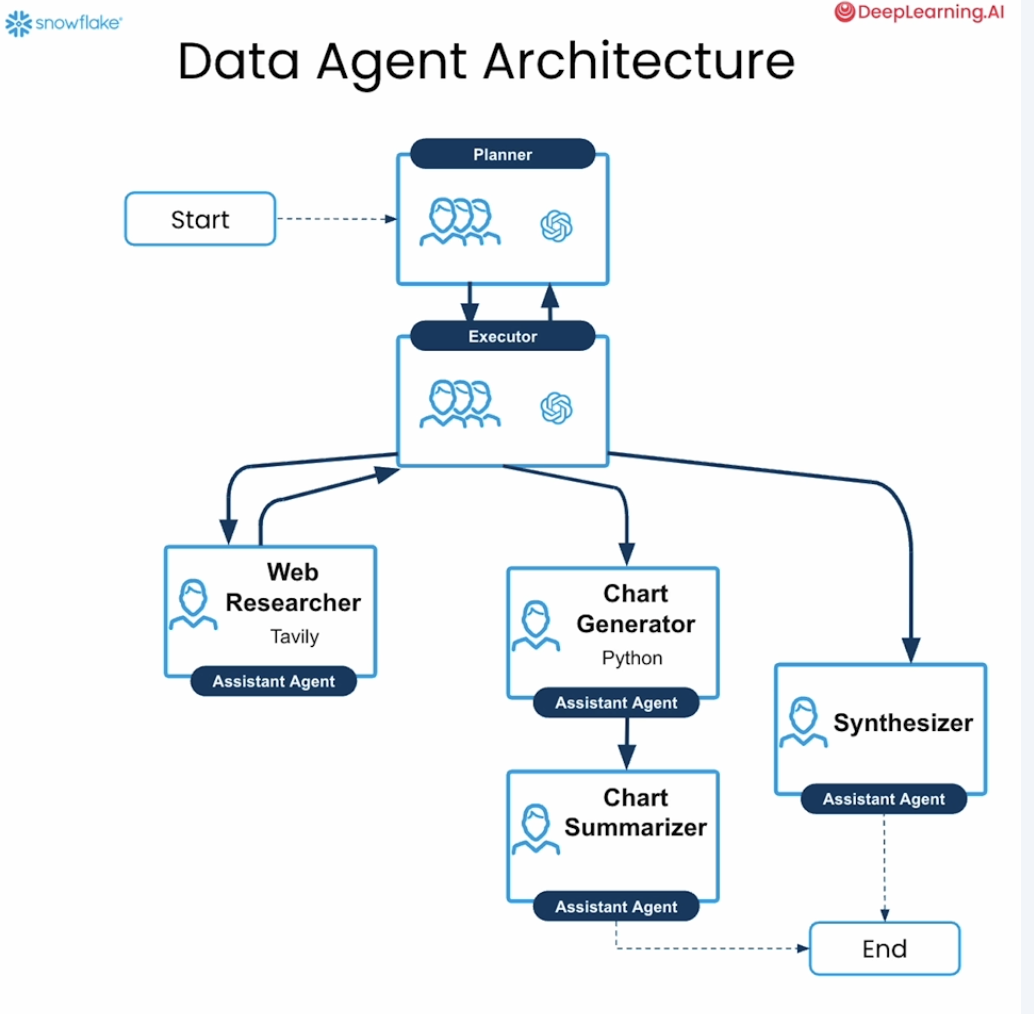 snowflake®
DeepLearning.AI
Data Agent Architecture
Planner
Start
Executor
Web
Researcher
Tavily
Assistant Agent
Chart
Generator
Python
Assistant Agent
Synthesizer
Assistant Agent
Chart
Summarizer
Assistant Agent
End